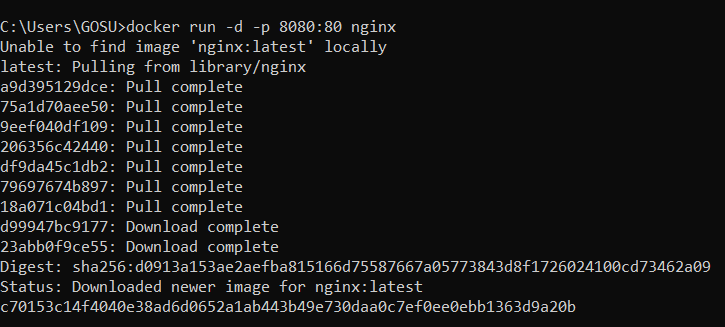 C:\Users\GOSU>docker run -d -p 8080:80 nginx
Unable to find image 'nginx:latest' locally
latest: Pulling from library/nginx
a9d395129dce: Pull complete
75a1d70aee50: Pull complete
9eef040df109: Pull complete
206356c42440: Pull complete
df9da45c1db2: Pull complete
79697674b897: Pull complete
18a071c04bd1: Pull complete
d99947bc9177: Download complete
23abb0f9ce55: Download complete
Digest: sha256:d0913a153ae2aefba815166d75587667a05773843d8f1726024100cd73462a09
Status: Downloaded newer image for nginx:latest
c70153c14f4040e38ad6d0652a1ab443b49e730daa0c7ef0ee0ebb1363d9a20b